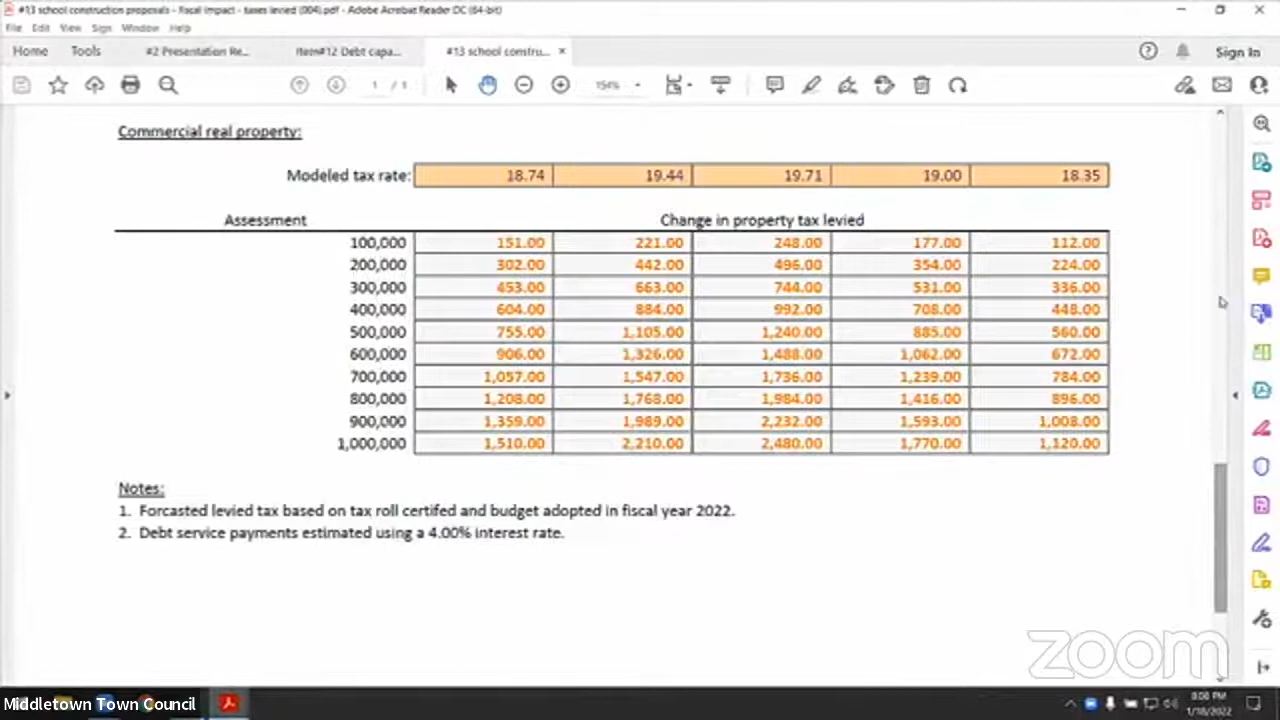 #13 school construction proposals - fiscal impact - taxes levied (004).pdf - Adobe Acrobat Reader DC (64-bit)
File Edit View Sign Window Help
Home Tools #2 Presentation Re... Item#12 Debt capa... #13 school constru... × Sign In
1 / 1 154%
Commercial real property:
Modeled tax rate: 18.74 19.44 19.71 19.00 18.35
Assessment Change in property tax levied
100,000 151.00 221.00 248.00 177.00 112.00
200,000 302.00 442.00 496.00 354.00 224.00
300,000 453.00 663.00 744.00 531.00 336.00
400,000 604.00 884.00 992.00 708.00 448.00
500,000 755.00 1,105.00 1,240.00 885.00 560.00
600,000 906.00 1,326.00 1,488.00 1,062.00 672.00
700,000 1,057.00 1,547.00 1,736.00 1,239.00 784.00
800,000 1,208.00 1,768.00 1,984.00 1,416.00 896.00
900,000 1,359.00 1,989.00 2,232.00 1,593.00 1,008.00
1,000,000 1,510.00 2,210.00 2,480.00 1,770.00 1,120.00
Notes:
1. Forcasted levied tax based on tax roll certifed and budget adopted in fiscal year 2022.
2. Debt service payments estimated using a 4.00% interest rate.
zoom
Middletown Town Council
PM
1/18/2022